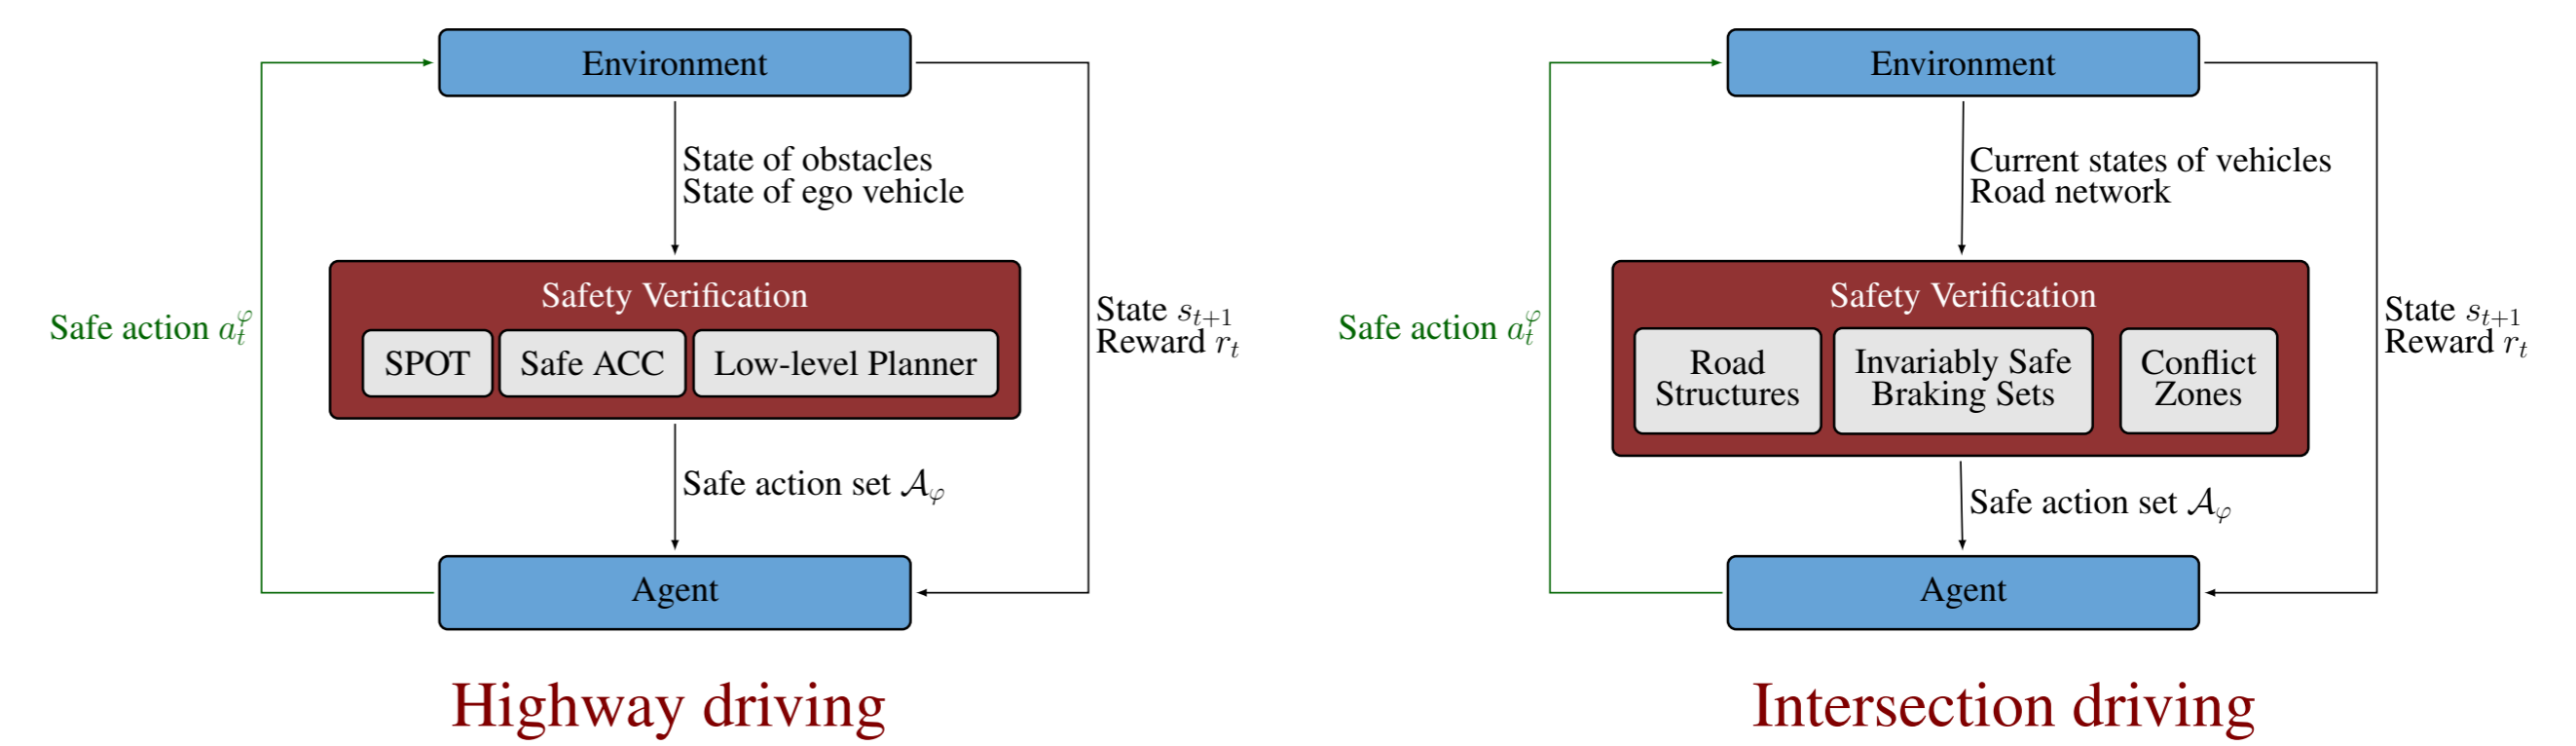 Environment
State of obstacles
State of ego vehicle
Safety Verification
SPOT
Safe ACC
Low-level Planner
Safe action $a_t^{\varphi}$
State $s_{t+1}$
Reward $r_t$
Safe action set $\mathcal{A}_{\varphi}$
Agent
Highway driving
Environment
Current states of vehicles
Road network
Safety Verification
Road
Structures
Invariably Safe
Braking Sets
Conflict
Zones
Safe action $a_t^{\varphi}$
State $s_{t+1}$
Reward $r_t$
Safe action set $\mathcal{A}_{\varphi}$
Agent
Intersection driving